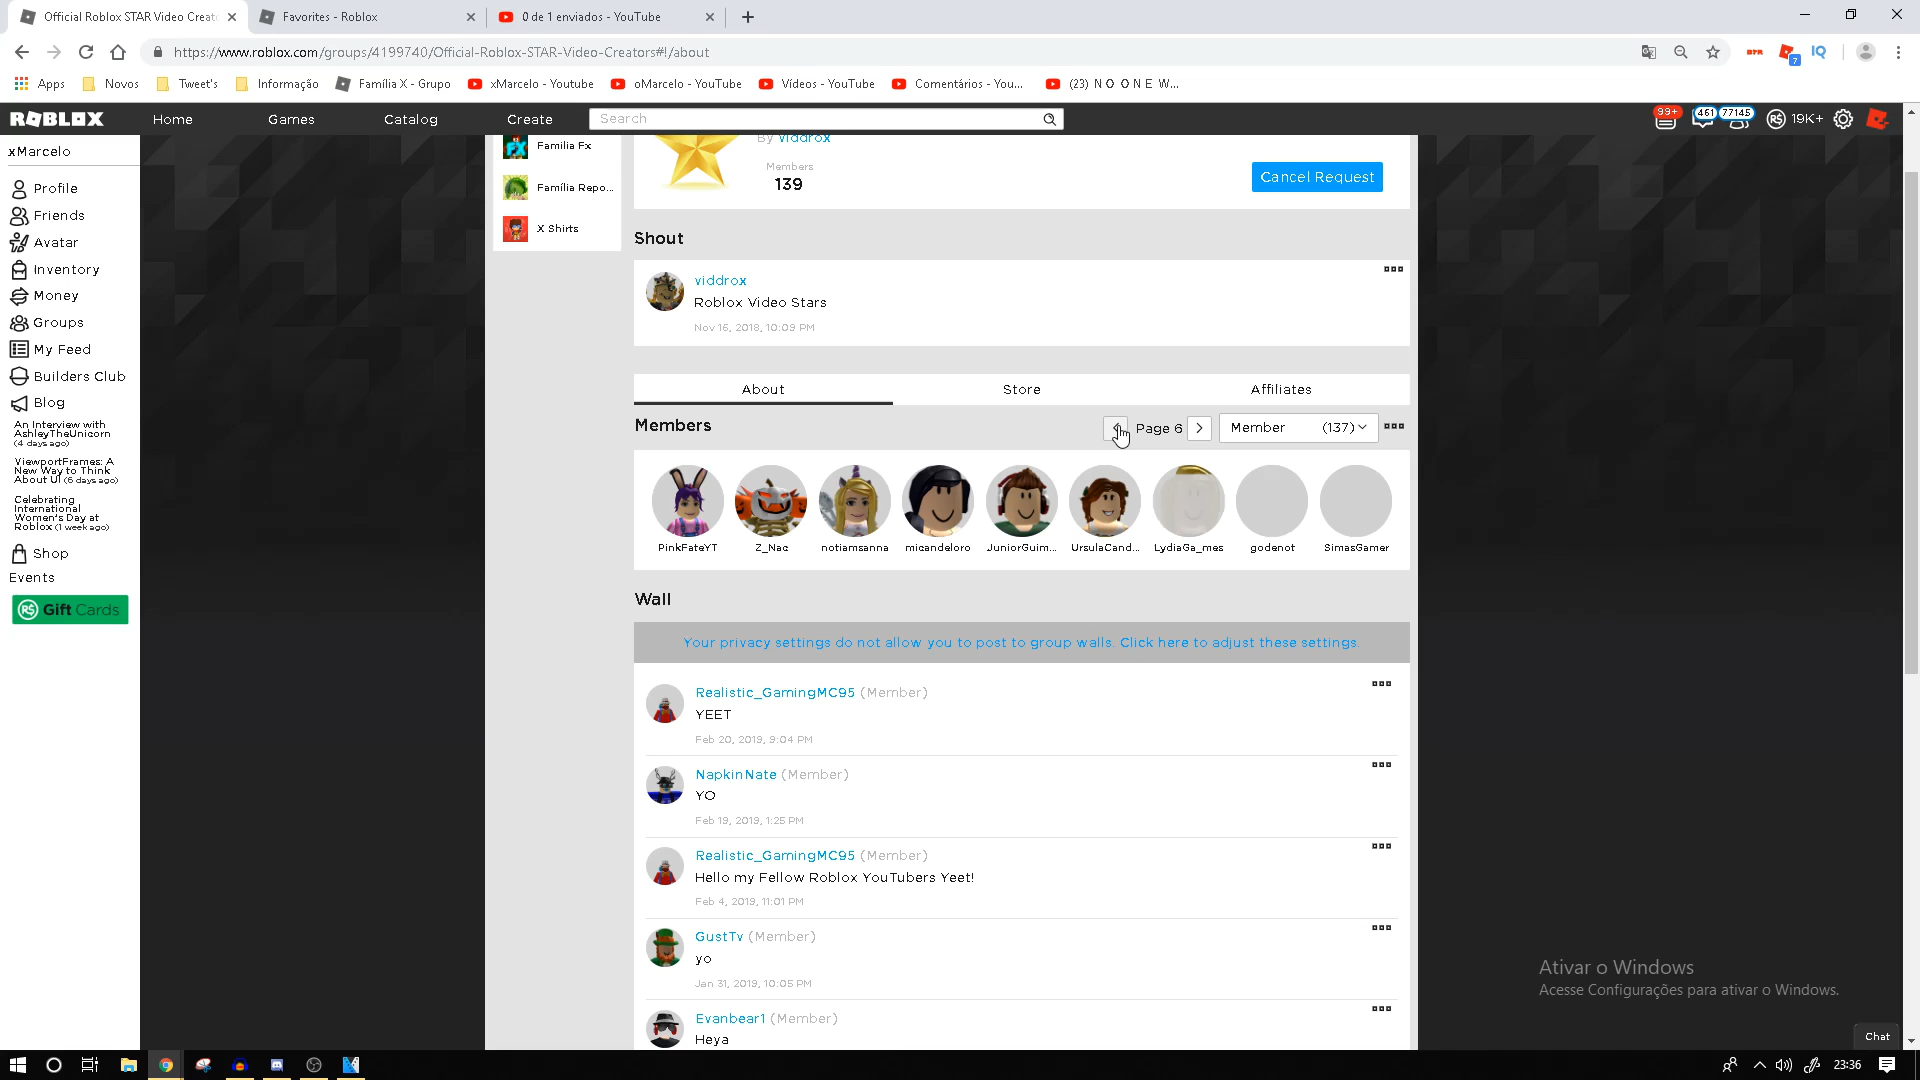 Official Roblox STAR Video Creat
Favorites - Roblox
0 de 1 enviados - YouTube
https://www.roblox.com/groups/4199740/Official-Roblox-STAR-Video-Creators#!/about
7
Apps
Novos
Tweet's
Informação
Família X - Grupo
xMarcelo - Youtube
oMarcelo - YouTube
Vídeos - YouTube
Comentários - You...
(23) N O O N E W...
ROBLOX
Home
Games
Catalog
Create
Search
99+
461
77145
19K+
xMarcelo
Profile
Friends
Avatar
Inventory
Money
Groups
My Feed
Builders Club
Blog
An Interview with
AshleyTheUnicorn
(4 days ago)
ViewportFrames: A
New Way to Think
About UI (6 days ago)
Celebrating
International
Women's Day at
Roblox (1 week ago)
Shop
Events
Gift Cards
Familia Fx
Família Repo...
X Shirts
By viddrox
Members
139
Cancel Request
Shout
viddrox
Roblox Video Stars
Nov 16, 2018, 10:09 PM
About
Store
Affiliates
Members
Page 6
Member (137)
PinkFateYT
Z_Nac
notiamsanna
micandeloro
JuniorGuim...
UrsulaCand...
LydiaGa_mes
godenot
SimasGamer
Wall
Your privacy settings do not allow you to post to group walls. Click here to adjust these settings.
Realistic_GamingMC95 (Member)
YEET
Feb 20, 2019, 9:04 PM
NapkinNate (Member)
YO
Feb 19, 2019, 1:25 PM
Realistic_GamingMC95 (Member)
Hello my Fellow Roblox YouTubers Yeet!
Feb 4, 2019, 11:01 PM
GustTv (Member)
yo
Jan 31, 2019, 10:05 PM
Evanbear1 (Member)
Heya
Ativar o Windows
Acesse Configurações para ativar o Windows.
Chat
23:36